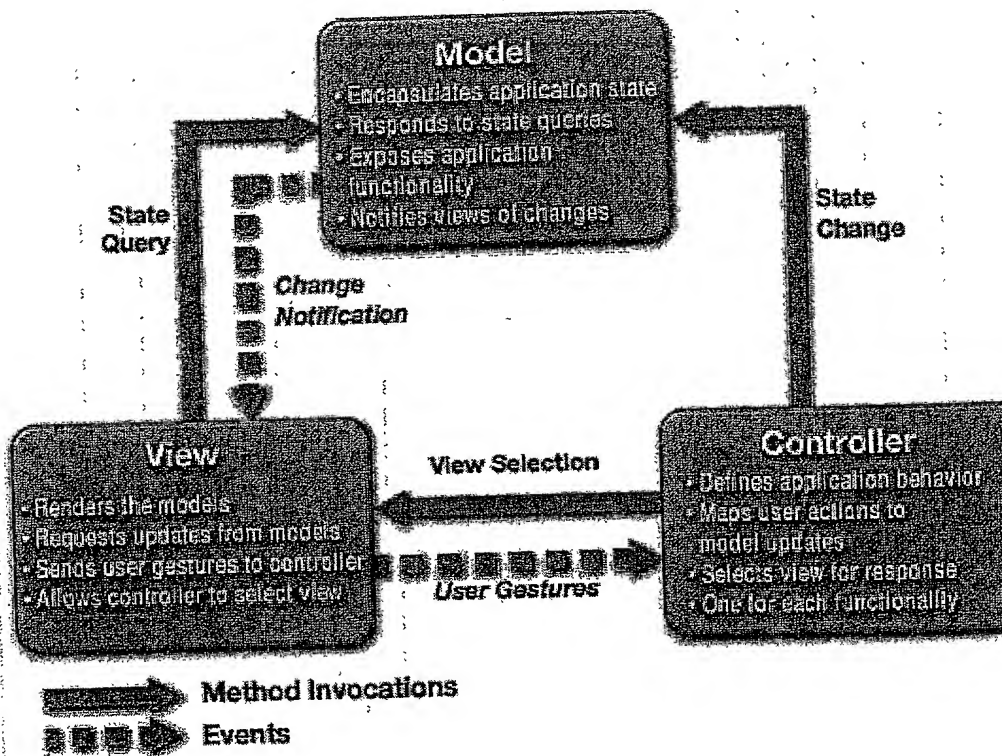 Model
• Encapsulates application state
• Responds to state queries
• Exposes application
functionality
• Notifies views of changes
State
Query
State
Change
Change
Notification
View
• Renders the models
• Requests updates from models
• Sends user gestures to controller
• Allows controller to select view
View Selection
User Gestures
Controller
• Defines application behavior
• Maps user actions to
model updates
• Selects view for response
• One for each functionality
Method Invocations
Events